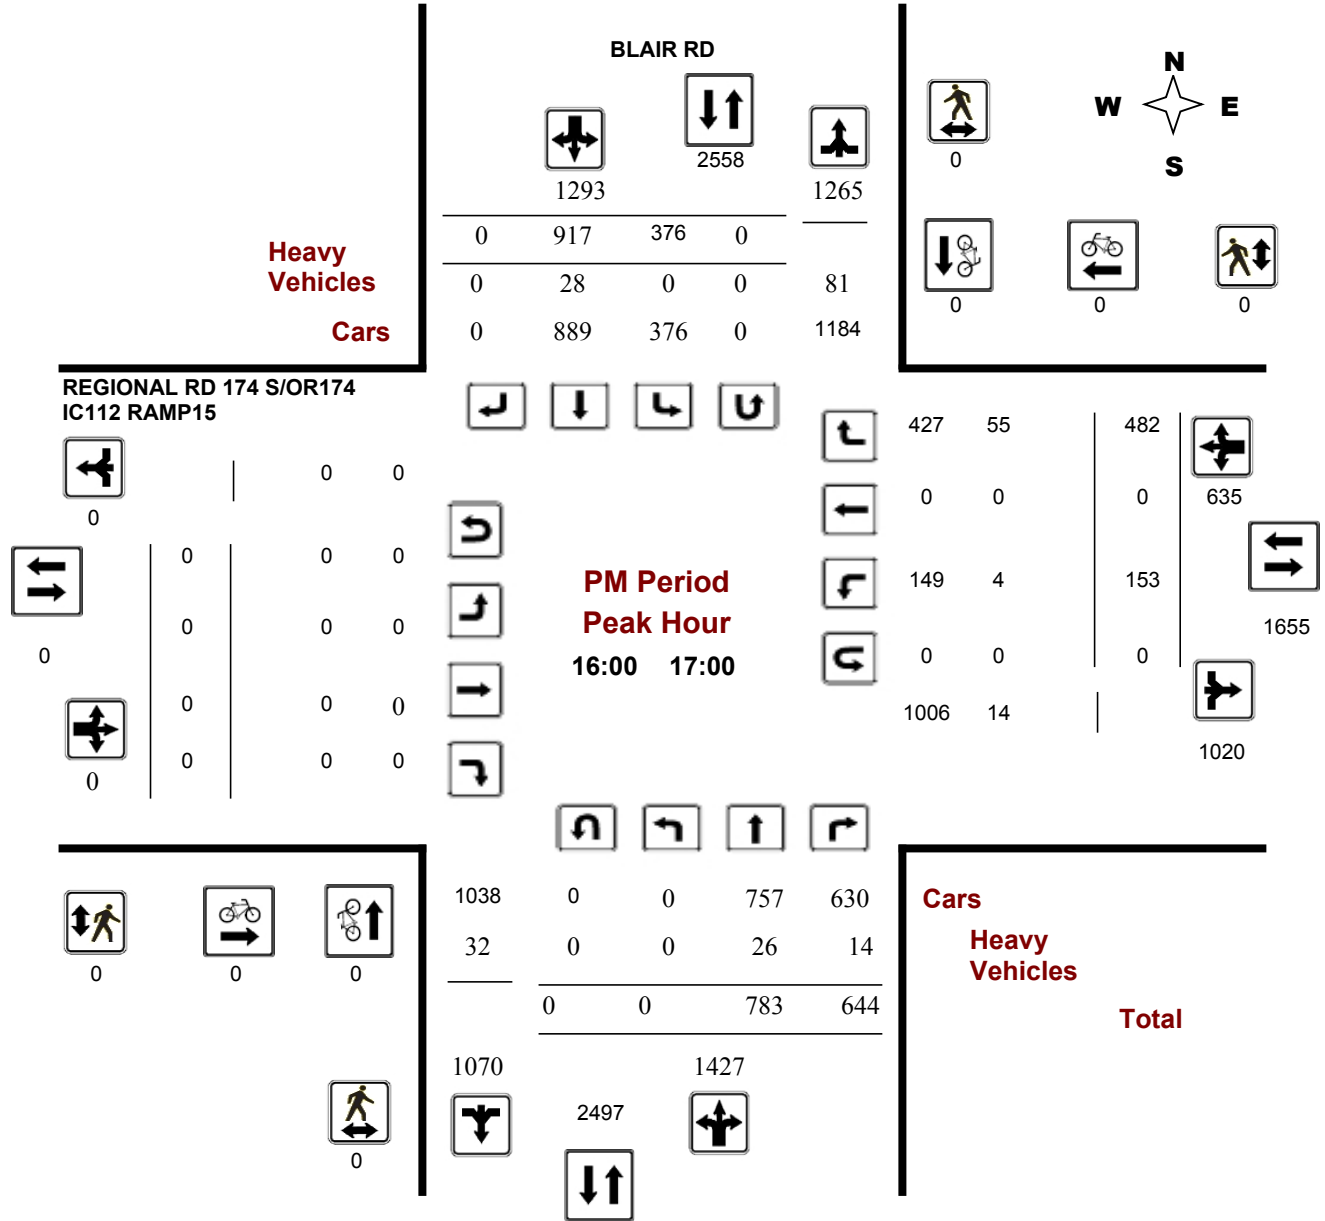 BLAIR RD
N
W E
S
2558
0
1293
1265
0 917 376 0
Heavy
Vehicles
0 28 0 0 81
0 0 0
Cars
0 889 376 0 1184
REGIONAL RD 174 S/OR174
IC112 RAMP15
427 55 482
0 0
0
0 0 0
635
0 0 0
PM Period
149 4 153
Peak Hour
0 0 0
1655
0
16:00 17:00
0 0 0
0 0 0
1006 14
0 0 0
1020
0
1038 0 0 757 630
Cars
32 0 0 26 14
Heavy
Vehicles
0 0 0
0 0 783 644
Total
1070 1427
2497
0